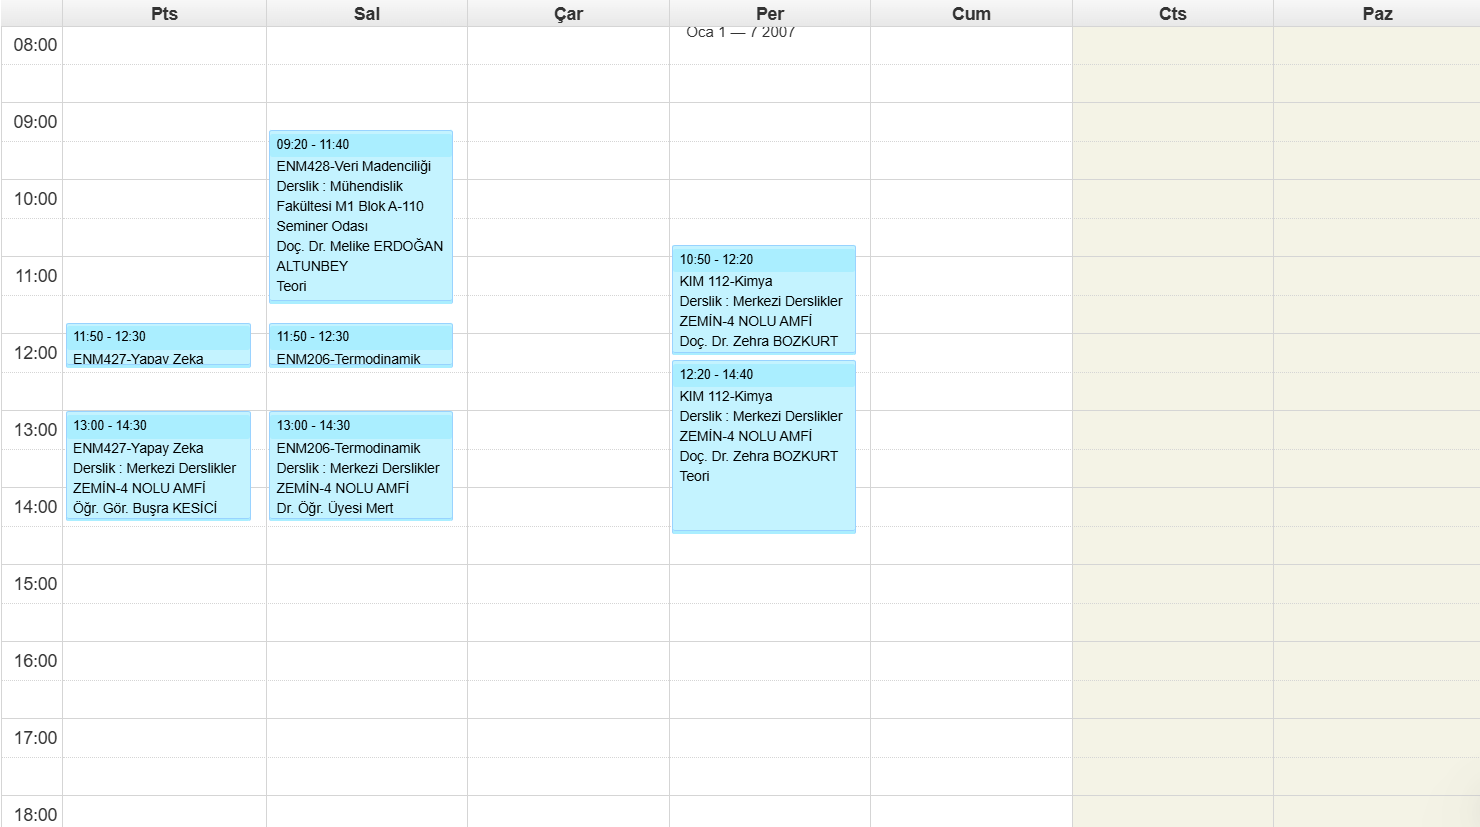 Pts Sal Çar Per Cum Cts Paz
Oca 1 — 7 2007
08:00
09:00
10:00
11:00
12:00
13:00
14:00
15:00
16:00
17:00
18:00
11:50 - 12:30
ENM427-Yapay Zeka
13:00 - 14:30
ENM427-Yapay Zeka
Derslik : Merkezi Derslikler
ZEMİN-4 NOLU AMFİ
Öğr. Gör. Buşra KESİCİ
09:20 - 11:40
ENM428-Veri Madenciliği
Derslik : Mühendislik
Fakültesi M1 Blok A-110
Seminer Odası
Doç. Dr. Melike ERDOĞAN
ALTUNBEY
Teori
11:50 - 12:30
ENM206-Termodinamik
13:00 - 14:30
ENM206-Termodinamik
Derslik : Merkezi Derslikler
ZEMİN-4 NOLU AMFİ
Dr. Öğr. Üyesi Mert
10:50 - 12:20
KIM 112-Kimya
Derslik : Merkezi Derslikler
ZEMİN-4 NOLU AMFİ
Doç. Dr. Zehra BOZKURT
12:20 - 14:40
KIM 112-Kimya
Derslik : Merkezi Derslikler
ZEMİN-4 NOLU AMFİ
Doç. Dr. Zehra BOZKURT
Teori